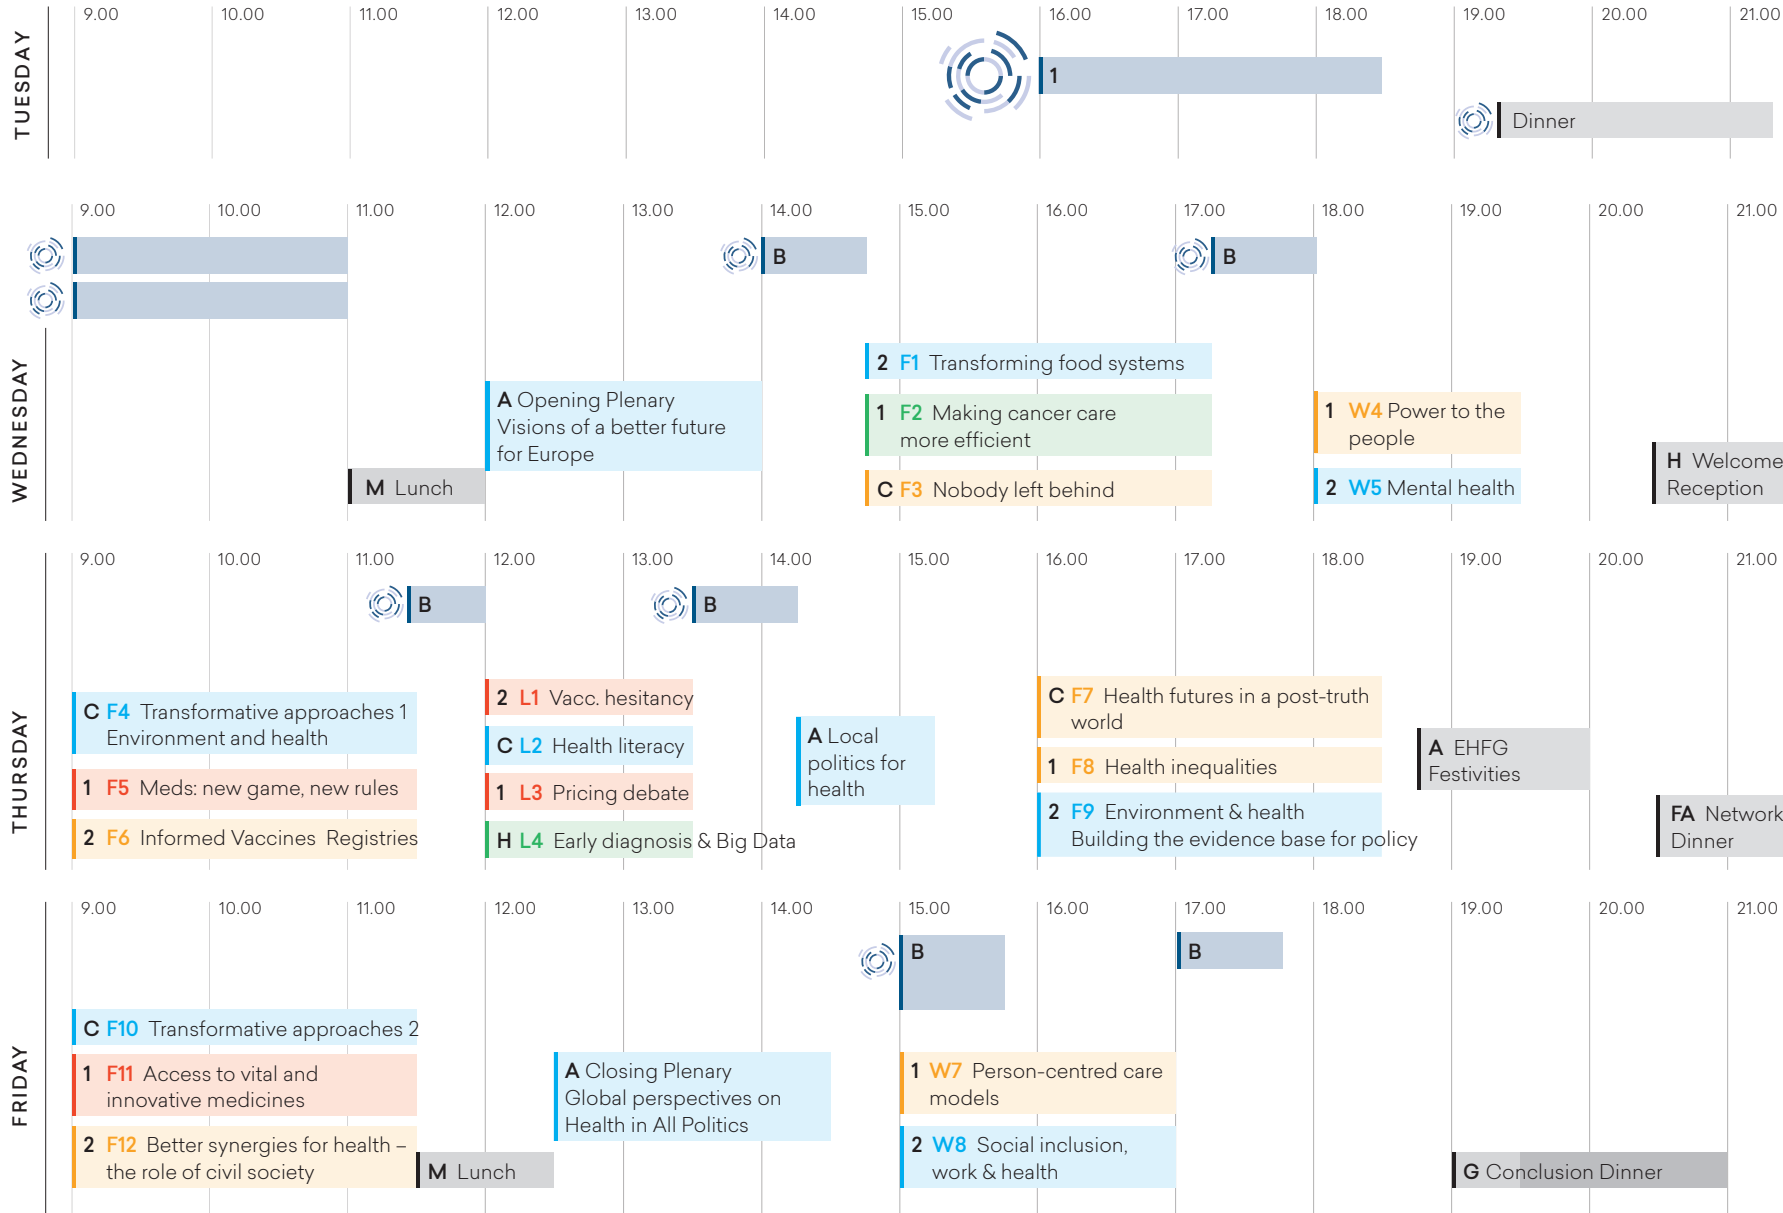 TUESDAY
9.00 10.00 11.00 12.00 13.00 14.00 15.00 16.00 17.00 18.00 19.00 20.00 21.00
1
Dinner
WEDNESDAY
9.00 10.00 11.00 12.00 13.00 14.00 15.00 16.00 17.00 18.00 19.00 20.00 21.00
B
B
M Lunch
A Opening Plenary
Visions of a better future
for Europe
2 F1 Transforming food systems
1 F2 Making cancer care
more efficient
C F3 Nobody left behind
1 W4 Power to the
people
2 W5 Mental health
H Welcome
Reception
THURSDAY
9.00 10.00 11.00 12.00 13.00 14.00 15.00 16.00 17.00 18.00 19.00 20.00 21.00
B
B
C F4 Transformative approaches 1
Environment and health
1 F5 Meds: new game, new rules
2 F6 Informed Vaccines Registries
2 L1 Vacc. hesitancy
C L2 Health literacy
1 L3 Pricing debate
H L4 Early diagnosis & Big Data
A Local
politics for
health
C F7 Health futures in a post-truth
world
1 F8 Health inequalities
2 F9 Environment & health
Building the evidence base for policy
A EHFG
Festivities
FA Network
Dinner
FRIDAY
9.00 10.00 11.00 12.00 13.00 14.00 15.00 16.00 17.00 18.00 19.00 20.00 21.00
B
B
C F10 Transformative approaches 2
1 F11 Access to vital and
innovative medicines
2 F12 Better synergies for health –
the role of civil society
M Lunch
A Closing Plenary
Global perspectives on
Health in All Politics
1 W7 Person-centred care
models
2 W8 Social inclusion,
work & health
G Conclusion Dinner